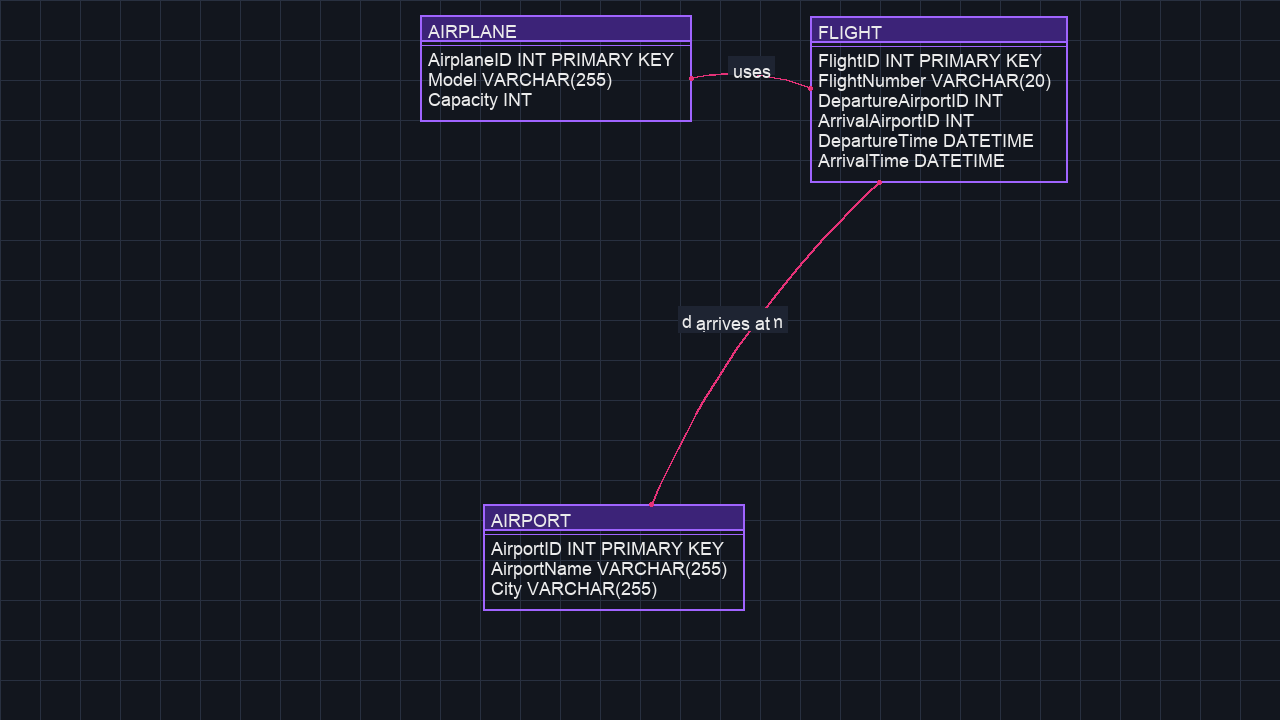 AIRPLANE
AirplaneID INT PRIMARY KEY
Model VARCHAR(255)
Capacity INT
uses
FLIGHT
FlightID INT PRIMARY KEY
FlightNumber VARCHAR(20)
DepartureAirportID INT
ArrivalAirportID INT
DepartureTime DATETIME
ArrivalTime DATETIME
arrives at
AIRPORT
AirportID INT PRIMARY KEY
AirportName VARCHAR(255)
City VARCHAR(255)